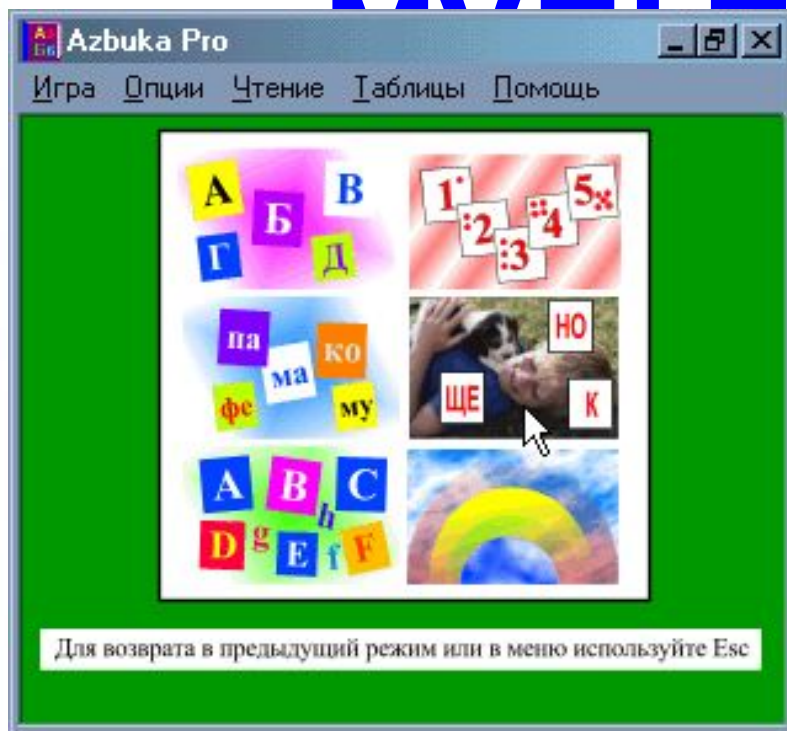 Azbuka Pro
Игра Опции Чтение Таблицы Помощь
А Б В
Г Д
1 2 3 4 5
па ма ко
фе му
НО
ЩЕ К
A B C
h
D g E f F
Для возврата в предыдущий режим или в меню используйте Esc